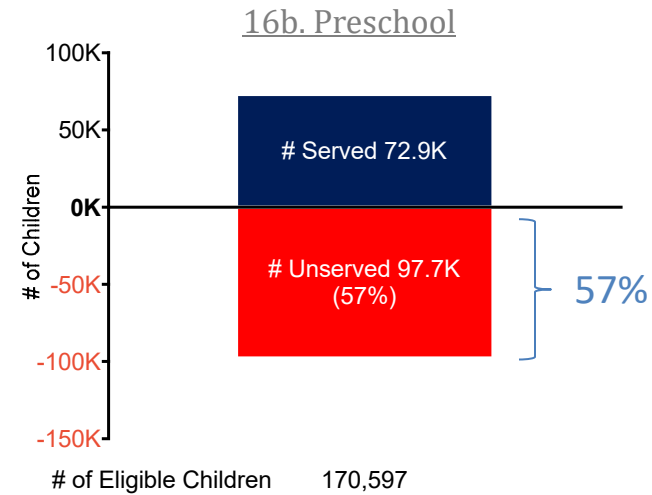 16b. Preschool
# of Children
100K
50K
0K
-50K
-100K
-150K
# Served 72.9K
# Unserved 97.7K
(57%)
57%
# of Eligible Children 170,597